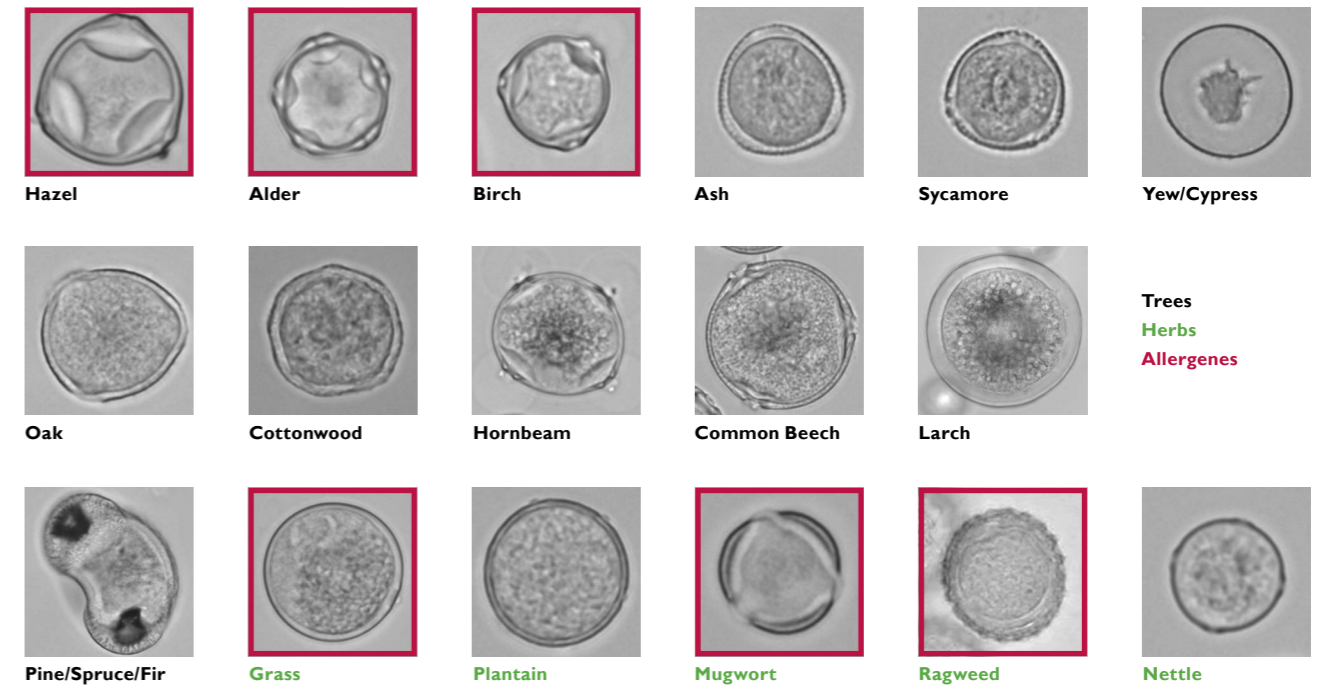 Hazel
Alder
Birch
Ash
Sycamore
Yew/Cypress
Oak
Cottonwood
Hornbeam
Common Beech
Larch
Trees
Herbs
Allergenes
Pine/Spruce/Fir
Grass
Plantain
Mugwort
Ragweed
Nettle